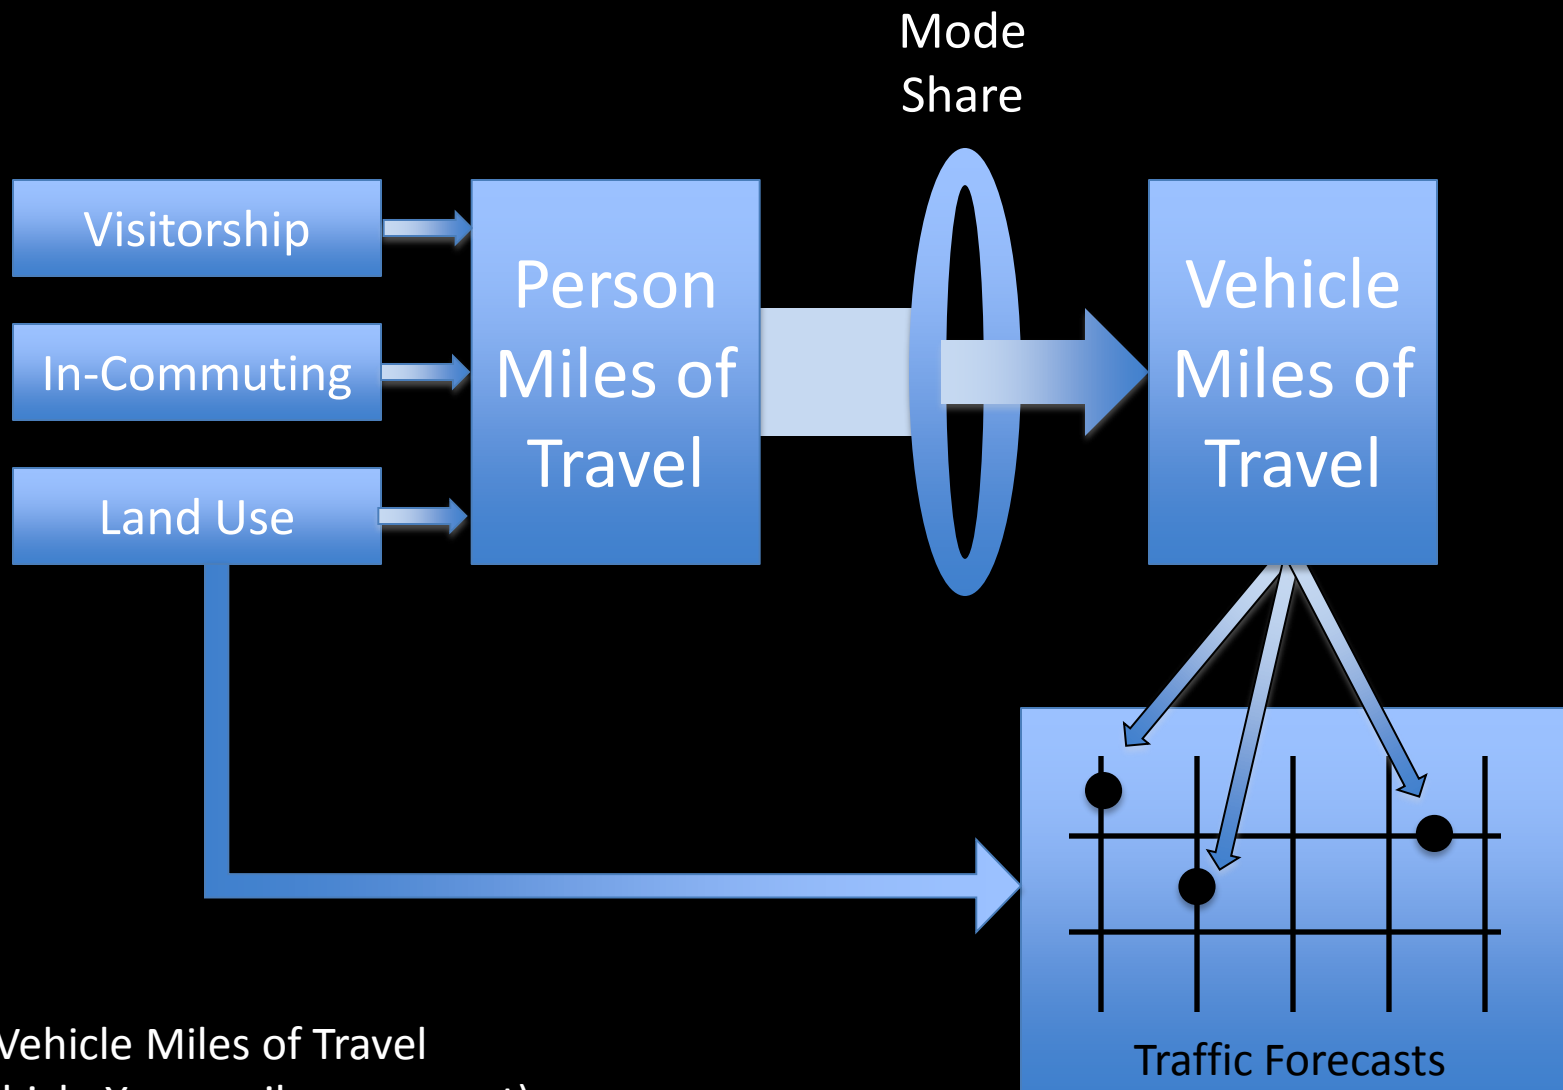 Mode
Share
Visitorship
In-Commuting
Land Use
Person
Miles of
Travel
Vehicle
Miles of
Travel
Traffic Forecasts
Vehicle Miles of Travel